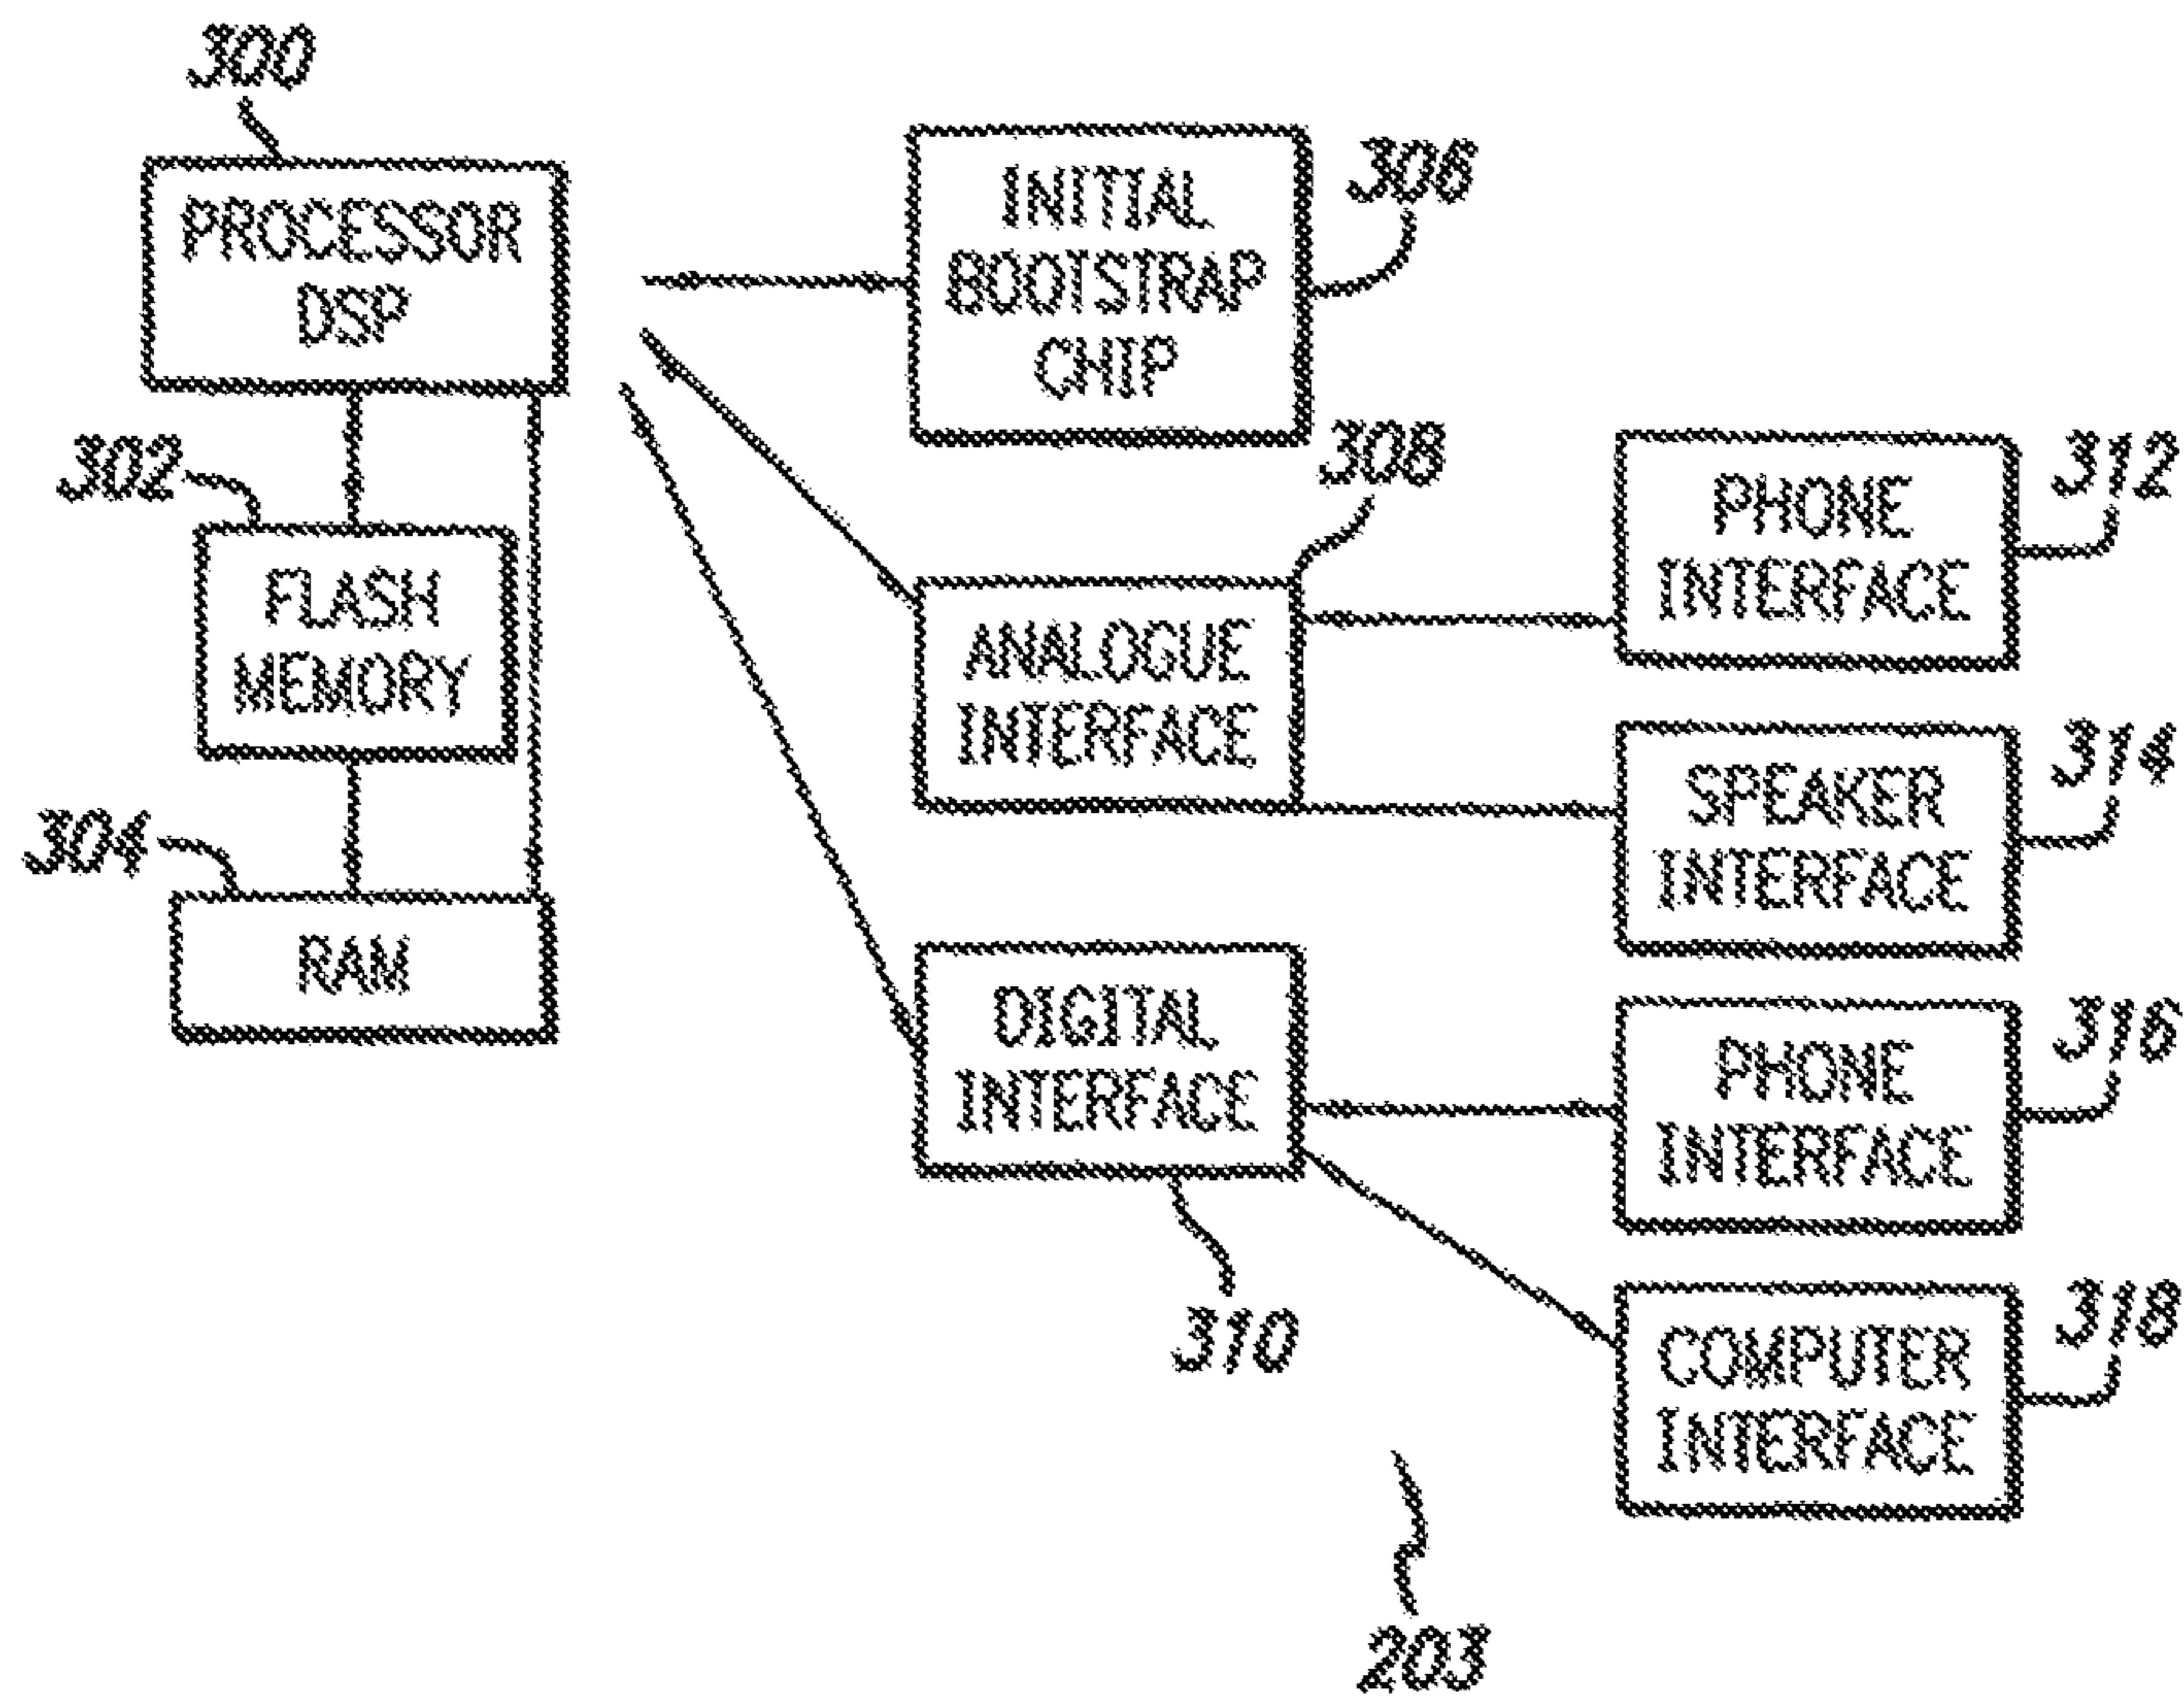 300
PROCESSOR
DSP
302
FLASH
MEMORY
304
RAM
INITIAL
BOOTSTRAP
CHIP
306
308
ANALOGUE
INTERFACE
DIGITAL
INTERFACE
310
PHONE
INTERFACE
312
SPEAKER
INTERFACE
314
PHONE
INTERFACE
316
COMPUTER
INTERFACE
318
203